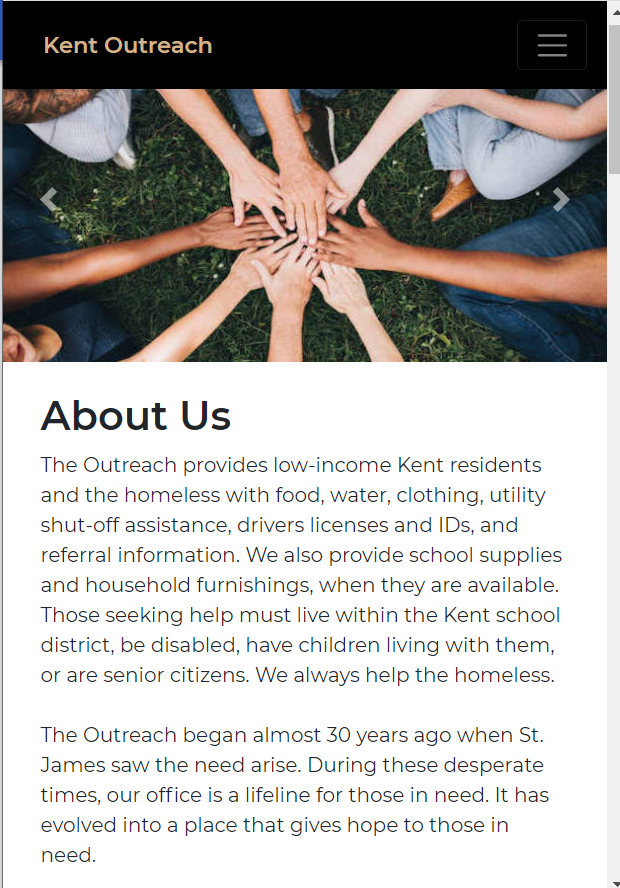 Kent Outreach
About Us
The Outreach provides low-income Kent residents
and the homeless with food, water, clothing, utility
shut-off assistance, drivers licenses and IDs, and
referral information. We also provide school supplies
and household furnishings, when they are available.
Those seeking help must live within the Kent school
district, be disabled, have children living with them,
or are senior citizens. We always help the homeless.
The Outreach began almost 30 years ago when St.
James saw the need arise. During these desperate
times, our office is a lifeline for those in need. It has
evolved into a place that gives hope to those in
need.